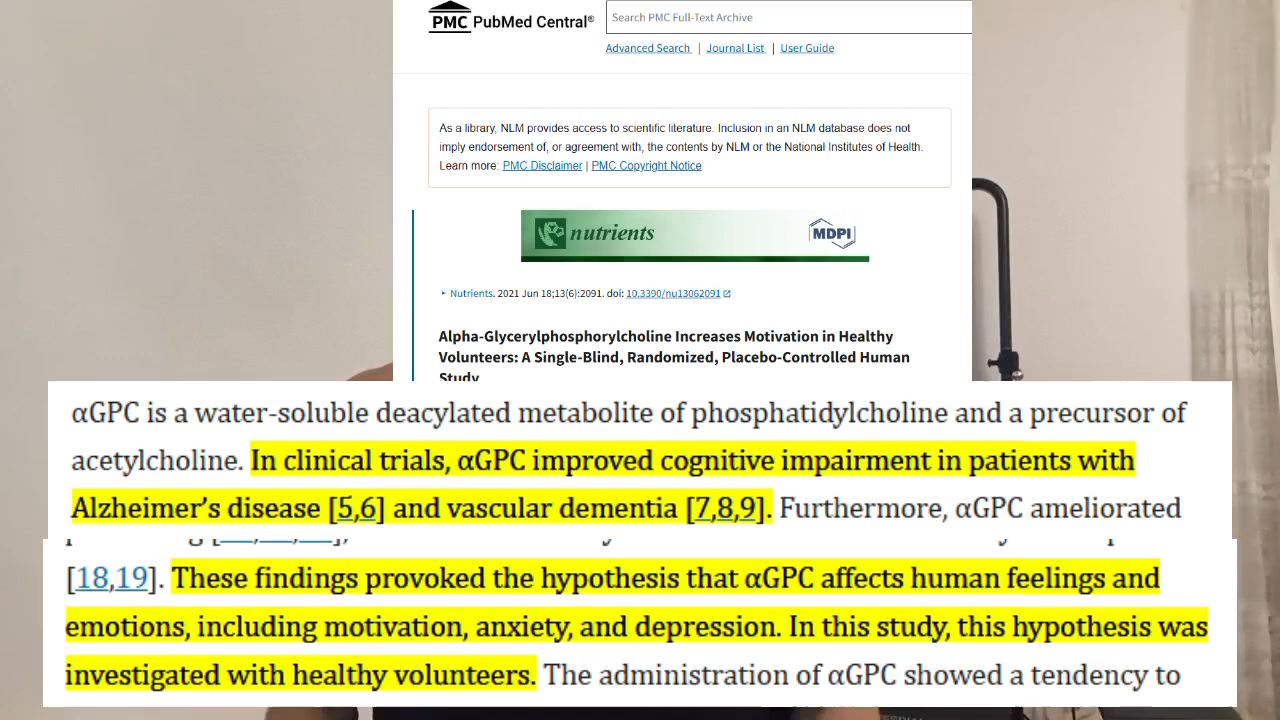 PMC PubMed Central®
Search PMC Full-Text Archive
Advanced Search | Journal List | User Guide
As a library, NLM provides access to scientific literature. Inclusion in an NLM database does not
imply endorsement of, or agreement with, the contents by NLM or the National Institutes of Health.
Learn more: PMC Disclaimer | PMC Copyright Notice
nutrients
MDPI
‣ Nutrients. 2021 Jun 18;13(6):2091. doi: 10.3390/nu13062091
Alpha-Glycerylphosphorylcholine Increases Motivation in Healthy
Volunteers: A Single-Blind, Randomized, Placebo-Controlled Human
Study
αGPC is a water-soluble deacylated metabolite of phosphatidylcholine and a precursor of
acetylcholine. In clinical trials, αGPC improved cognitive impairment in patients with
Alzheimer’s disease [5,6] and vascular dementia [7,8,9]. Furthermore, αGPC ameliorated
[18,19]. These findings provoked the hypothesis that αGPC affects human feelings and
emotions, including motivation, anxiety, and depression. In this study, this hypothesis was
investigated with healthy volunteers. The administration of αGPC showed a tendency to